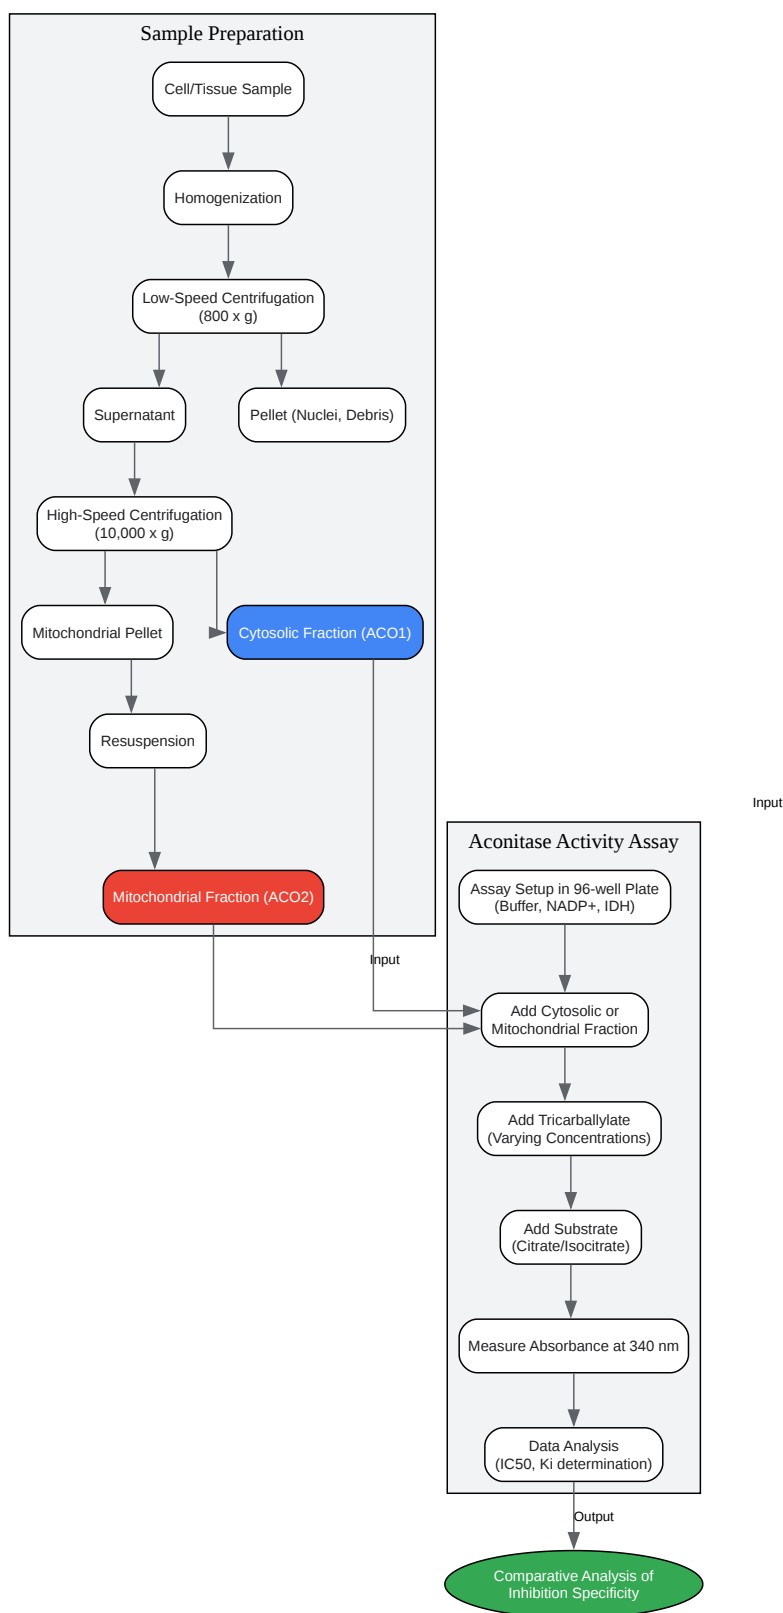 Sample Preparation
Cell/Tissue Sample
Homogenization
Low-Speed Centrifugation
(800 x g)
Supernatant
Pellet (Nuclei, Debris)
High-Speed Centrifugation
(10,000 x g)
Mitochondrial Pellet
Cytosolic Fraction (ACO1)
Resuspension
Mitochondrial Fraction (ACO2)
Input
Input
Aconitase Activity Assay
Assay Setup in 96-well Plate
(Buffer, NADP+, IDH)
Add Cytosolic or
Mitochondrial Fraction
Add Tricarballylate
(Varying Concentrations)
Add Substrate
(Citrate/Isocitrate)
Measure Absorbance at 340 nm
Data Analysis
(IC50, Ki determination)
Output
Comparative Analysis of
Inhibition Specificity